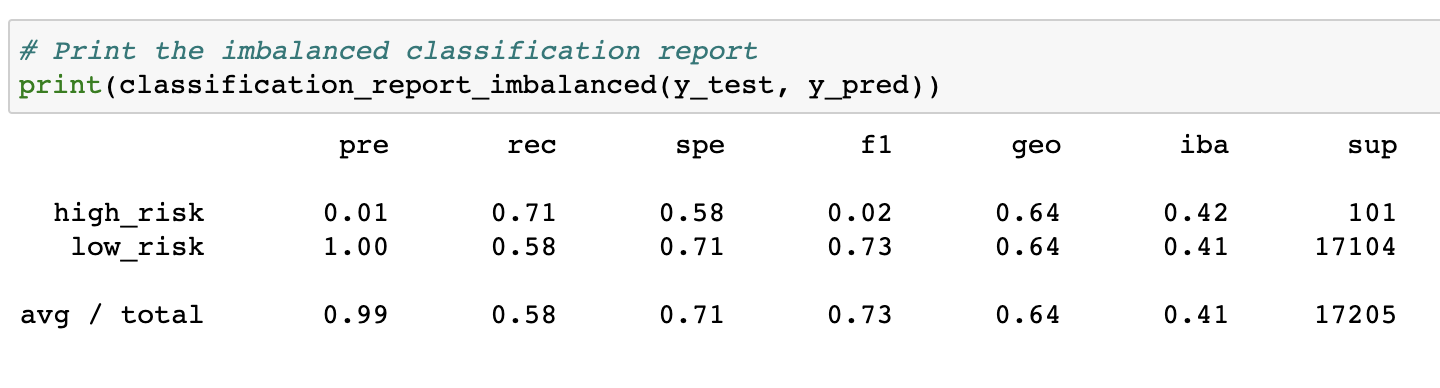 # Print the imbalanced classification report
print(classification_report_imbalanced(y_test, y_pred))
pre rec spe f1 geo iba sup
high_risk 0.01 0.71 0.58 0.02 0.64 0.42 101
low_risk 1.00 0.58 0.71 0.73 0.64 0.41 17104
avg / total 0.99 0.58 0.71 0.73 0.64 0.41 17205